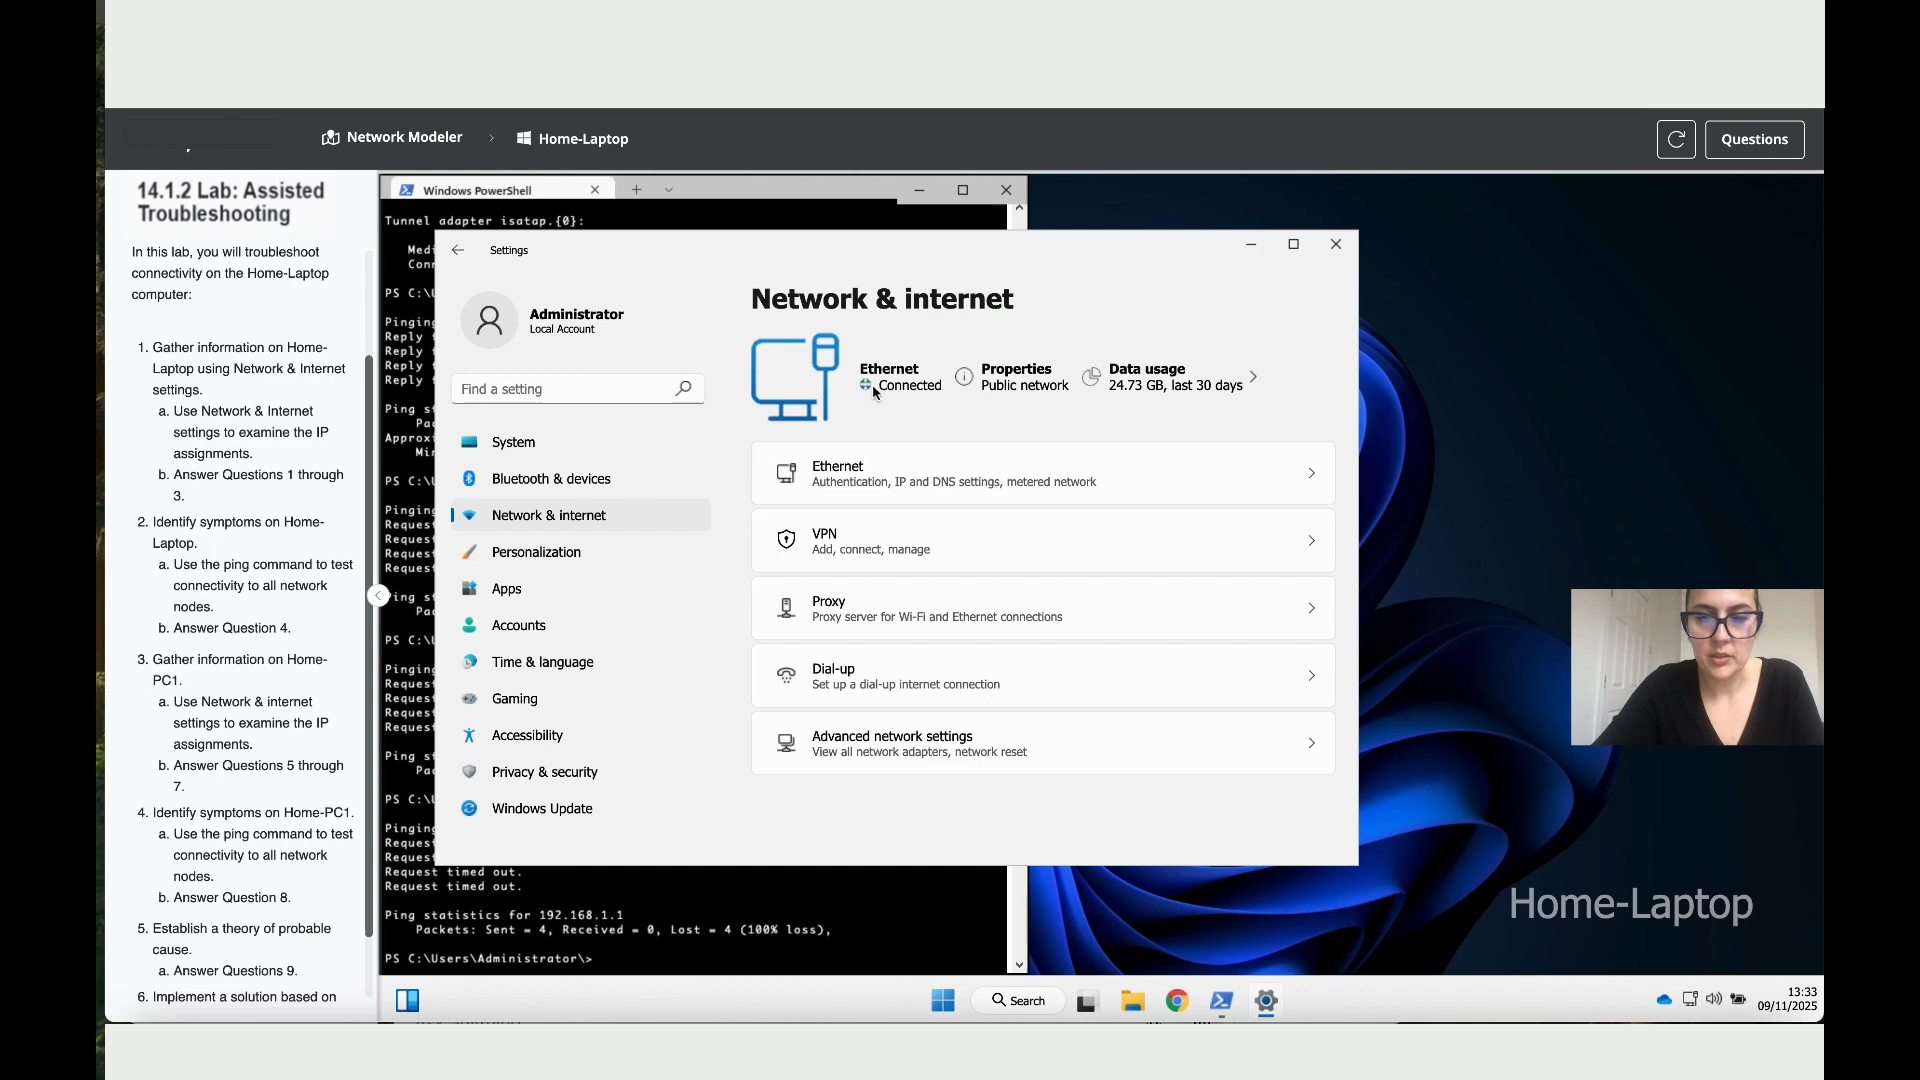 Network Modeler
Home-Laptop
Questions
14.1.2 Lab: Assisted
Troubleshooting
In this lab, you will troubleshoot
connectivity on the Home-Laptop
computer:
1. Gather information on Home-
Laptop using Network & Internet
settings.
a. Use Network & Internet
settings to examine the IP
assignments.
b. Answer Questions 1 through
3.
2. Identify symptoms on Home-
Laptop.
a. Use the ping command to test
connectivity to all network
nodes.
b. Answer Question 4.
3. Gather information on Home-
PC1.
a. Use Network & internet
settings to examine the IP
assignments.
b. Answer Questions 5 through
7.
4. Identify symptoms on Home-PC1.
a. Use the ping command to test
connectivity to all network
nodes.
b. Answer Question 8.
5. Establish a theory of probable
cause.
a. Answer Questions 9.
6. Implement a solution based on
Windows PowerShell
Tunnel adapter isatap.{0}:
PS C:\
Pinging
Reply
Reply
Reply
Reply
Ping
PS C:\
Pinging
Request
Request
Request
Request
PS C:\
Pinging
Request
Request
Request
Request
Ping
PS C:\
Pinging
Request
Request
Request timed out.
Request timed out.
Ping statistics for 192.168.1.1
Packets: Sent = 4, Received = 0, Lost = 4 (100% loss),
PS C:\Users\Administrator\>
Settings
Administrator
Local Account
Find a setting
System
Bluetooth & devices
Network & internet
Personalization
Apps
Accounts
Time & language
Gaming
Accessibility
Privacy & security
Windows Update
Network & internet
Ethernet
Connected
Properties
Public network
Data usage
24.73 GB, last 30 days
Ethernet
Authentication, IP and DNS settings, metered network
VPN
Add, connect, manage
Proxy
Proxy server for Wi-Fi and Ethernet connections
Dial-up
Set up a dial-up internet connection
Advanced network settings
View all network adapters, network reset
Home-Laptop
Search
13:33
09/11/2025